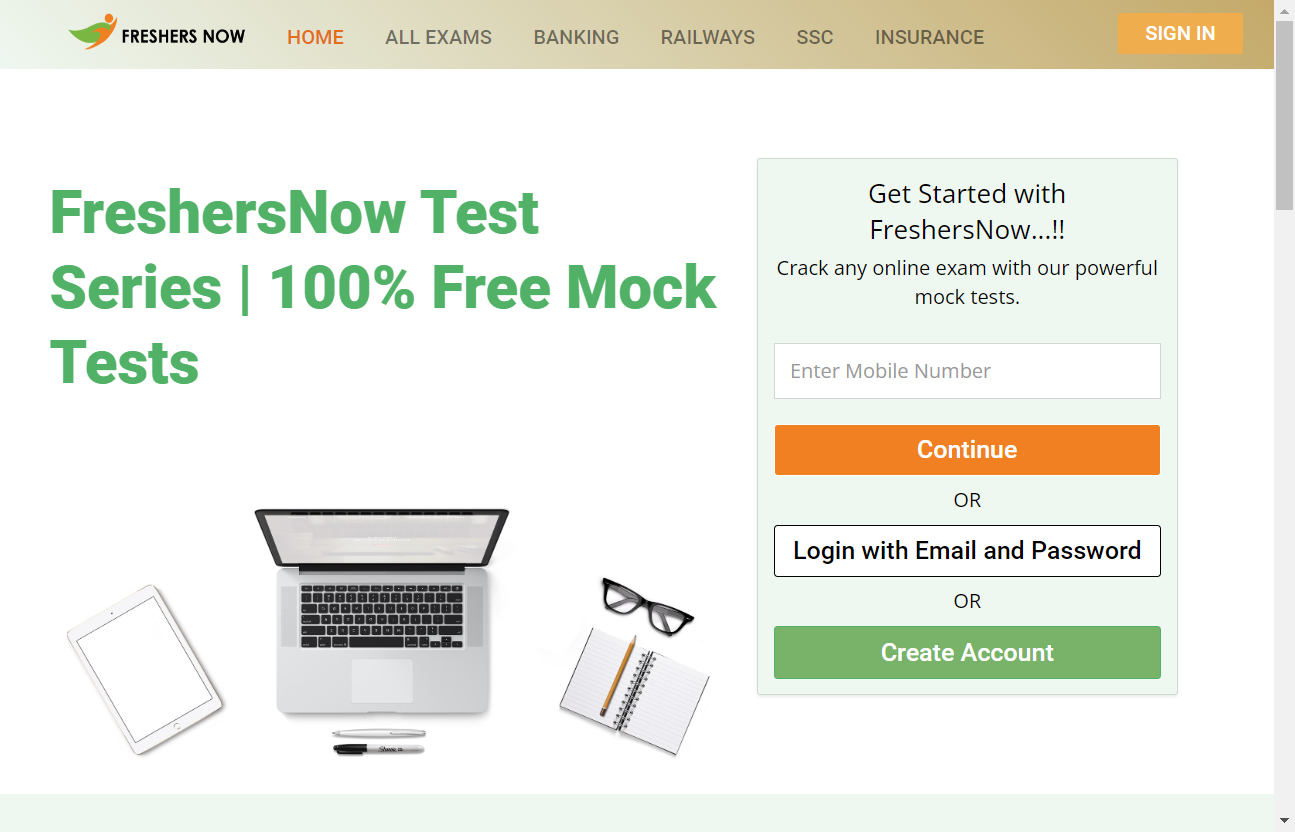 FRESHERS NOW
HOME
ALL EXAMS
BANKING
RAILWAYS
SSC
INSURANCE
SIGN IN
FreshersNow Test
Series | 100% Free Mock
Tests
Get Started with
FreshersNow...!!
Crack any online exam with our powerful
mock tests.
Enter Mobile Number
Continue
OR
Login with Email and Password
OR
Create Account